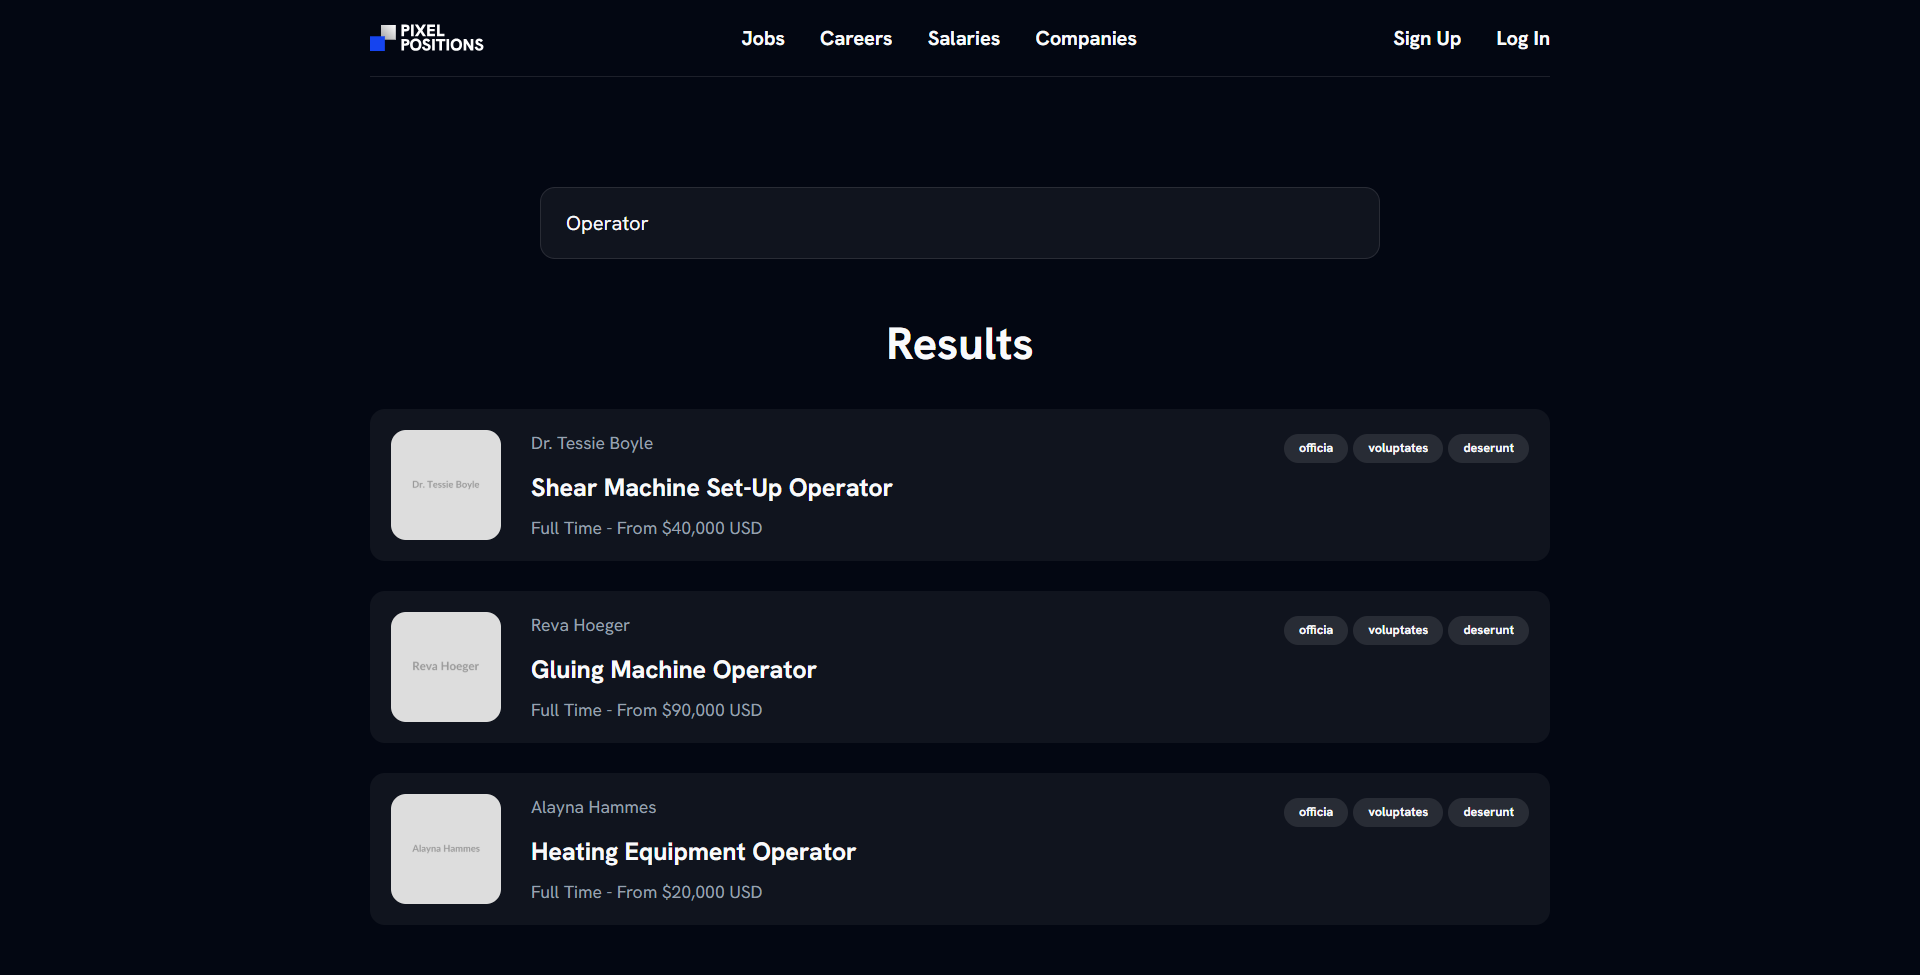 PIXEL
POSITIONS
Jobs Careers Salaries Companies
Sign Up Log In
Operator
Results
Dr. Tessie Boyle
Dr. Tessie Boyle
Shear Machine Set-Up Operator
Full Time - From $40,000 USD
officia voluptates deserunt
Reva Hoeger
Reva Hoeger
Gluing Machine Operator
Full Time - From $90,000 USD
officia voluptates deserunt
Alayna Hammes
Alayna Hammes
Heating Equipment Operator
Full Time - From $20,000 USD
officia voluptates deserunt